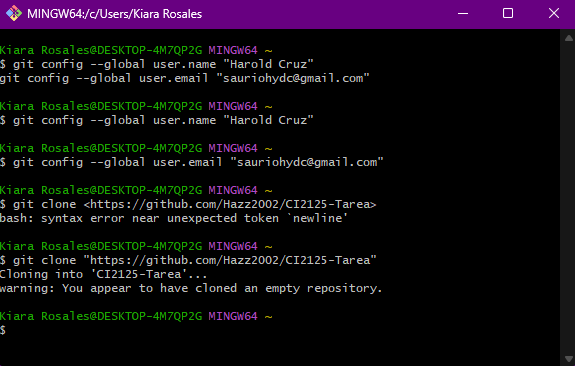 MINGW64:/c/Users/Kiara Rosales
Kiara Rosales@DESKTOP-4M7QP2G MINGW64 ~
$ git config --global user.name "Harold Cruz"
git config --global user.email "sauriohydc@gmail.com"
Kiara Rosales@DESKTOP-4M7QP2G MINGW64 ~
$ git config --global user.name "Harold Cruz"
Kiara Rosales@DESKTOP-4M7QP2G MINGW64 ~
$ git config --global user.email "sauriohydc@gmail.com"
Kiara Rosales@DESKTOP-4M7QP2G MINGW64 ~
$ git clone <https://github.com/Hazz2002/CI2125-Tarea>
bash: syntax error near unexpected token `newline'
Kiara Rosales@DESKTOP-4M7QP2G MINGW64 ~
$ git clone "https://github.com/Hazz2002/CI2125-Tarea"
Cloning into 'CI2125-Tarea'...
warning: You appear to have cloned an empty repository.
Kiara Rosales@DESKTOP-4M7QP2G MINGW64 ~
$